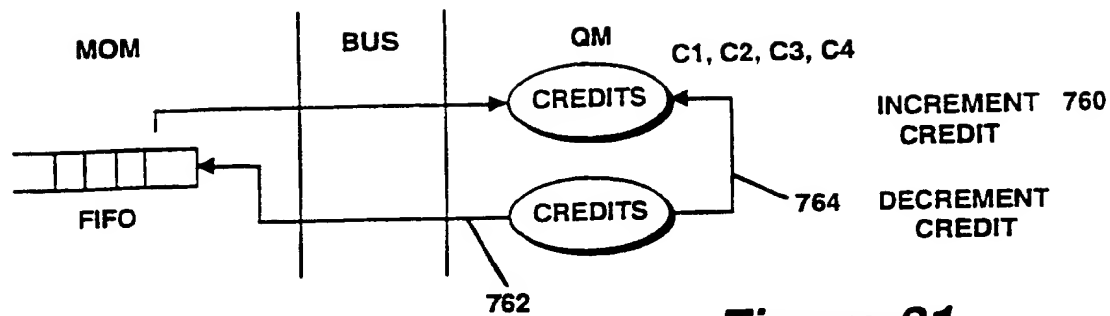 MOM
BUS
QM
C1, C2, C3, C4
CREDITS
INCREMENT 760
CREDIT
FIFO
CREDITS
764
DECREMENT
CREDIT
762